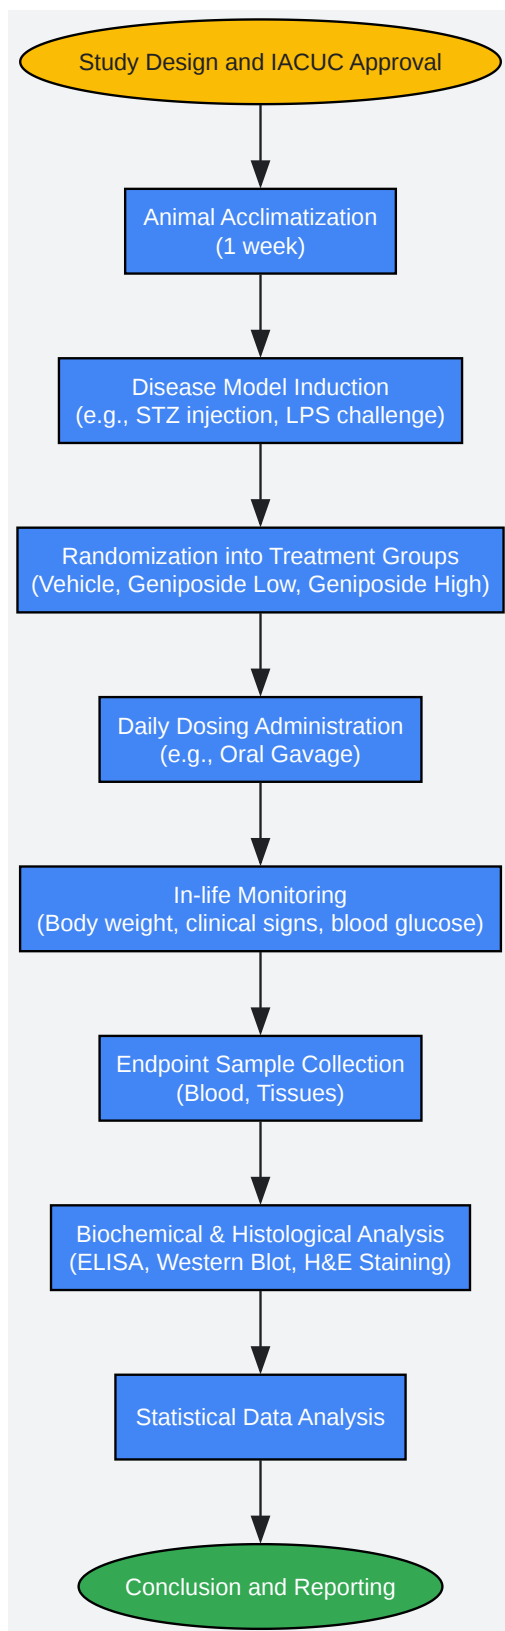 Study Design and IACUC Approval
Animal Acclimatization
(1 week)
Disease Model Induction
(e.g., STZ injection, LPS challenge)
Randomization into Treatment Groups
(Vehicle, Geniposide Low, Geniposide High)
Daily Dosing Administration
(e.g., Oral Gavage)
In-life Monitoring
(Body weight, clinical signs, blood glucose)
Endpoint Sample Collection
(Blood, Tissues)
Biochemical & Histological Analysis
(ELISA, Western Blot, H&E Staining)
Statistical Data Analysis
Conclusion and Reporting